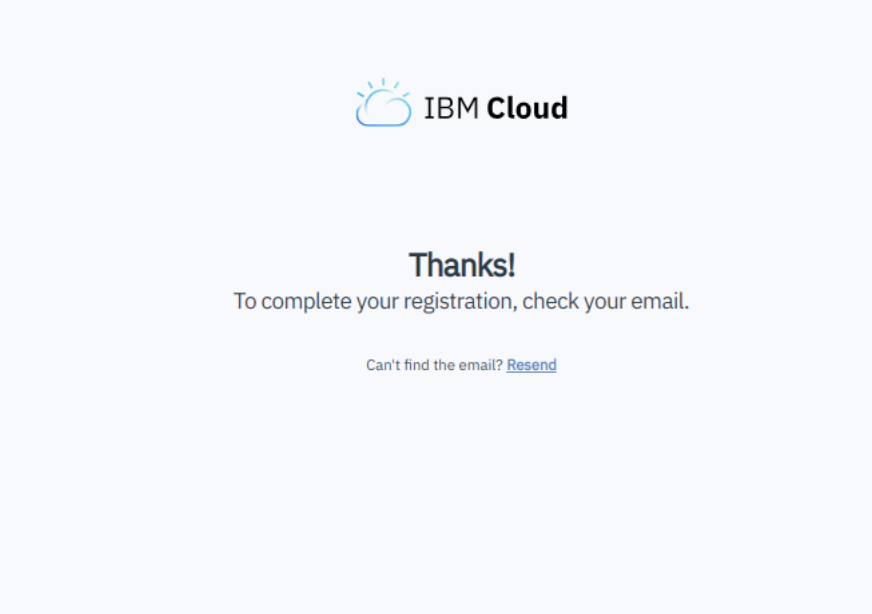 IBM Cloud
Thanks!
To complete your registration, check your email.
Can't find the email? Resend